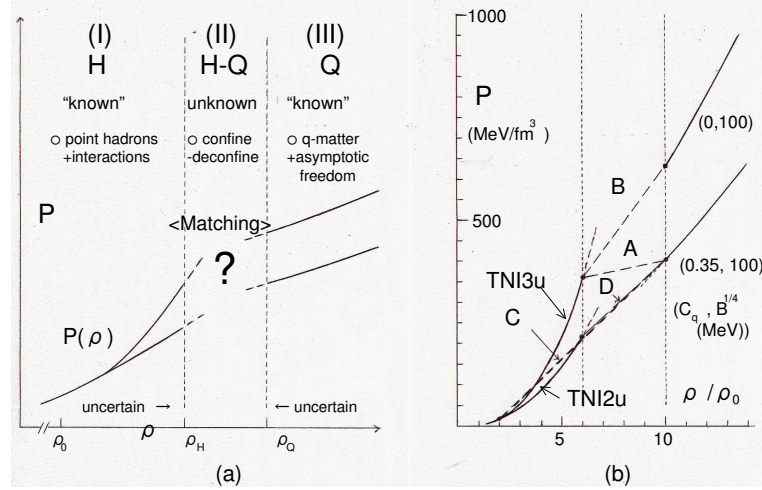 (I)
H
(II)
H-Q
(III)
Q
“known”
unknown
“known”
○ point hadrons
+interactions
○ confine
-deconfine
○ q-matter
+asymptotic
freedom
P
<Matching>
?
P(ρ)
uncertain →
← uncertain
ρ0
ρ
ρH
ρQ
(a)
1000
P
(MeV/fm³)
(0,100)
B
500
A
(0.35, 100)
TNI3u
D
(Cq , B^1/4
(MeV))
C
TNI2u
ρ /ρ0
5
10
(b)